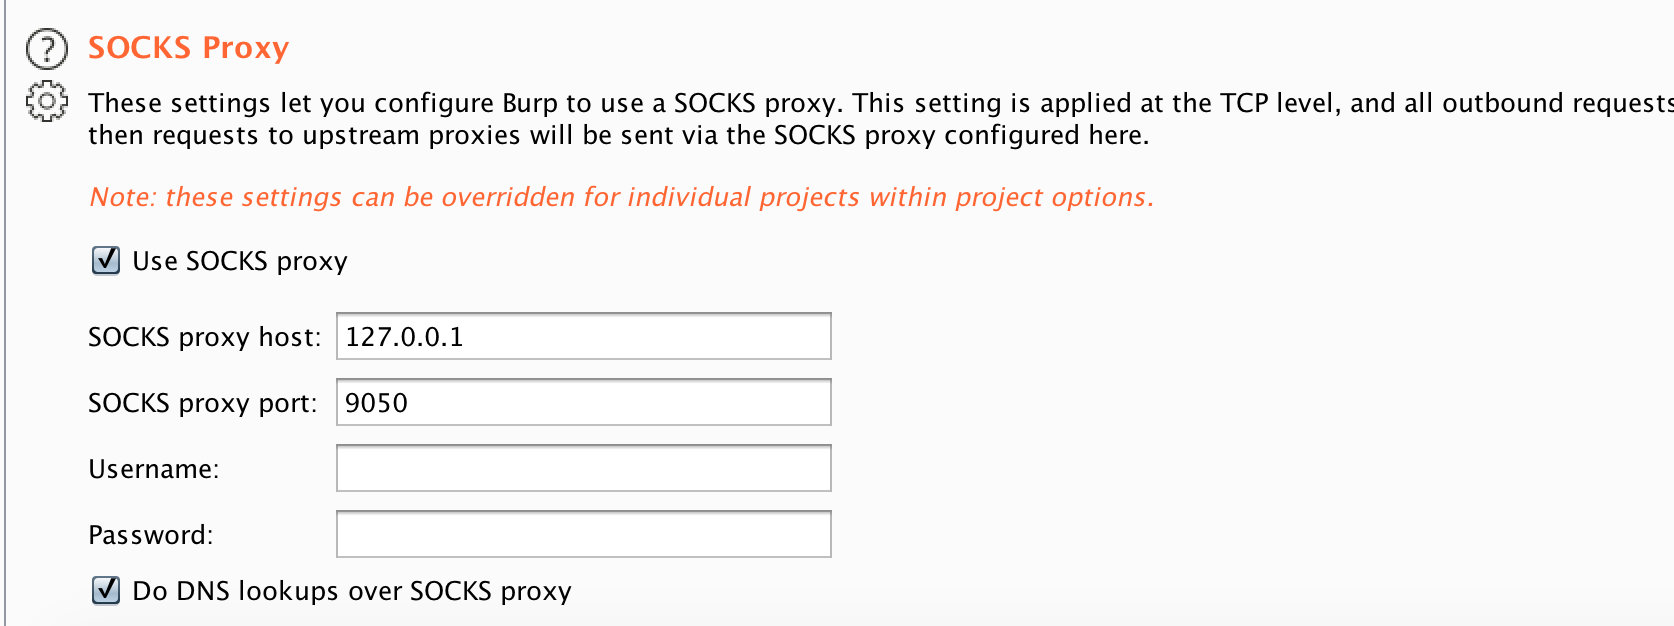 SOCKS Proxy
These settings let you configure Burp to use a SOCKS proxy. This setting is applied at the TCP level, and all outbound requests
then requests to upstream proxies will be sent via the SOCKS proxy configured here.
Note: these settings can be overridden for individual projects within project options.
Use SOCKS proxy
SOCKS proxy host: 127.0.0.1
SOCKS proxy port: 9050
Username:
Password:
Do DNS lookups over SOCKS proxy